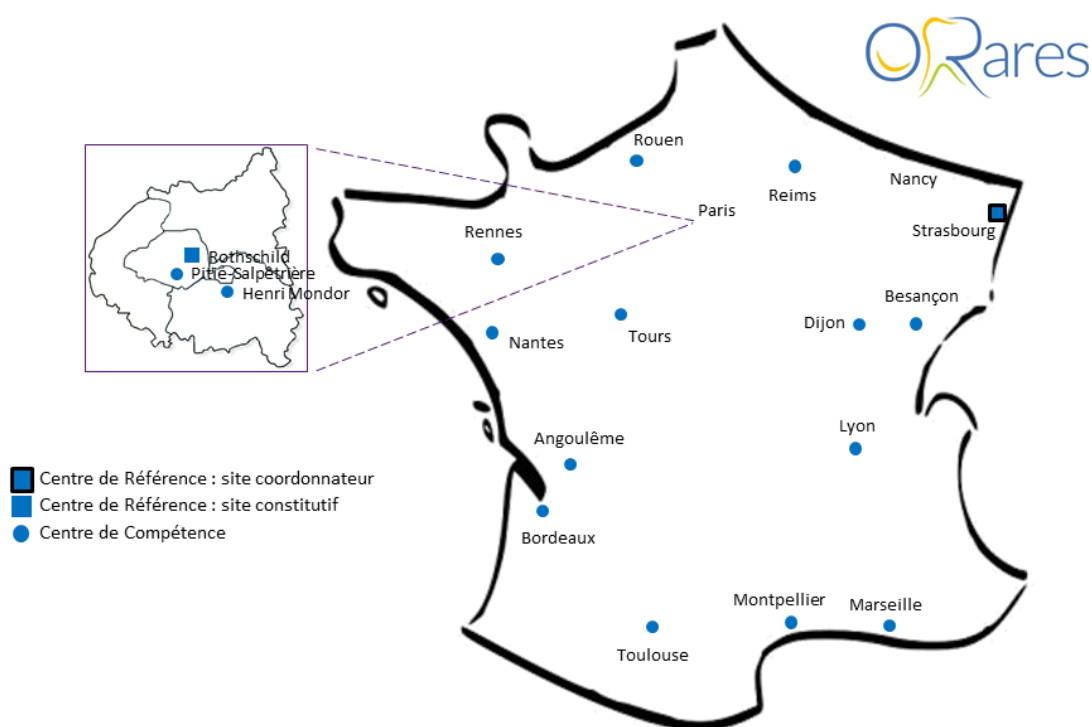 ORares
Rouen
Reims
Nancy
Paris
Strasbourg
Rennes
Rothschild
Pitié-Salpêtrière
Henri Mondor
Besançon
Dijon
Nantes
Tours
Lyon
Angoulême
Centre de Référence : site coordonnateur
Centre de Référence : site constitutif
Centre de Compétence
Bordeaux
Montpellier
Marseille
Toulouse